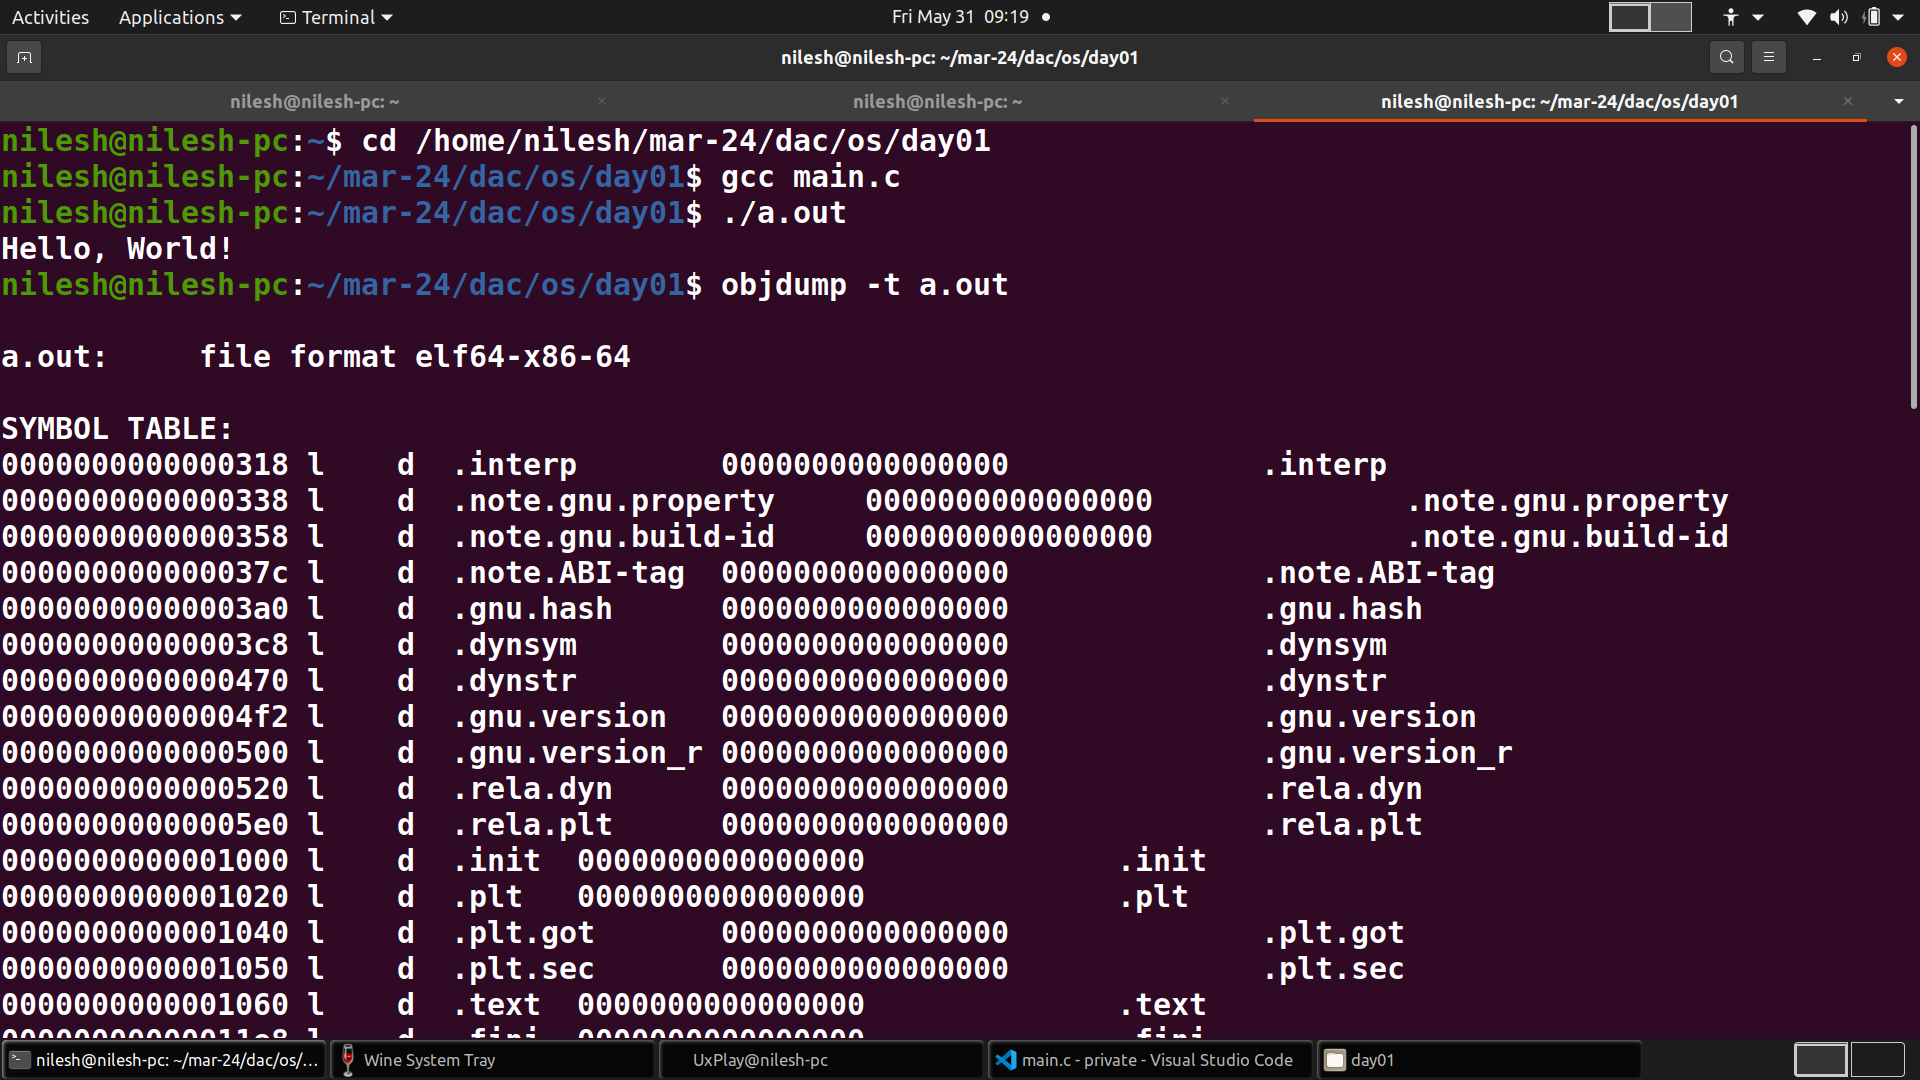 Activities Applications Terminal Fri May 31 09:19
nilesh@nilesh-pc: ~/mar-24/dac/os/day01
nilesh@nilesh-pc: ~ nilesh@nilesh-pc: ~ nilesh@nilesh-pc: ~/mar-24/dac/os/day01
nilesh@nilesh-pc:~$ cd /home/nilesh/mar-24/dac/os/day01
nilesh@nilesh-pc:~/mar-24/dac/os/day01$ gcc main.c
nilesh@nilesh-pc:~/mar-24/dac/os/day01$ ./a.out
Hello, World!
nilesh@nilesh-pc:~/mar-24/dac/os/day01$ objdump -t a.out
a.out:     file format elf64-x86-64
SYMBOL TABLE:
0000000000000318 l    d  .interp 0000000000000000 .interp
0000000000000338 l    d  .note.gnu.property 0000000000000000 .note.gnu.property
0000000000000358 l    d  .note.gnu.build-id 0000000000000000 .note.gnu.build-id
000000000000037c l    d  .note.ABI-tag 0000000000000000 .note.ABI-tag
00000000000003a0 l    d  .gnu.hash 0000000000000000 .gnu.hash
00000000000003c8 l    d  .dynsym 0000000000000000 .dynsym
0000000000000470 l    d  .dynstr 0000000000000000 .dynstr
00000000000004f2 l    d  .gnu.version 0000000000000000 .gnu.version
0000000000000500 l    d  .gnu.version_r 0000000000000000 .gnu.version_r
0000000000000520 l    d  .rela.dyn 0000000000000000 .rela.dyn
00000000000005e0 l    d  .rela.plt 0000000000000000 .rela.plt
0000000000001000 l    d  .init 0000000000000000 .init
0000000000001020 l    d  .plt 0000000000000000 .plt
0000000000001040 l    d  .plt.got 0000000000000000 .plt.got
0000000000001050 l    d  .plt.sec 0000000000000000 .plt.sec
0000000000001060 l    d  .text 0000000000000000 .text
nilesh@nilesh-pc: ~/mar-24/dac/os/... Wine System Tray UxPlay@nilesh-pc main.c - private - Visual Studio Code day01